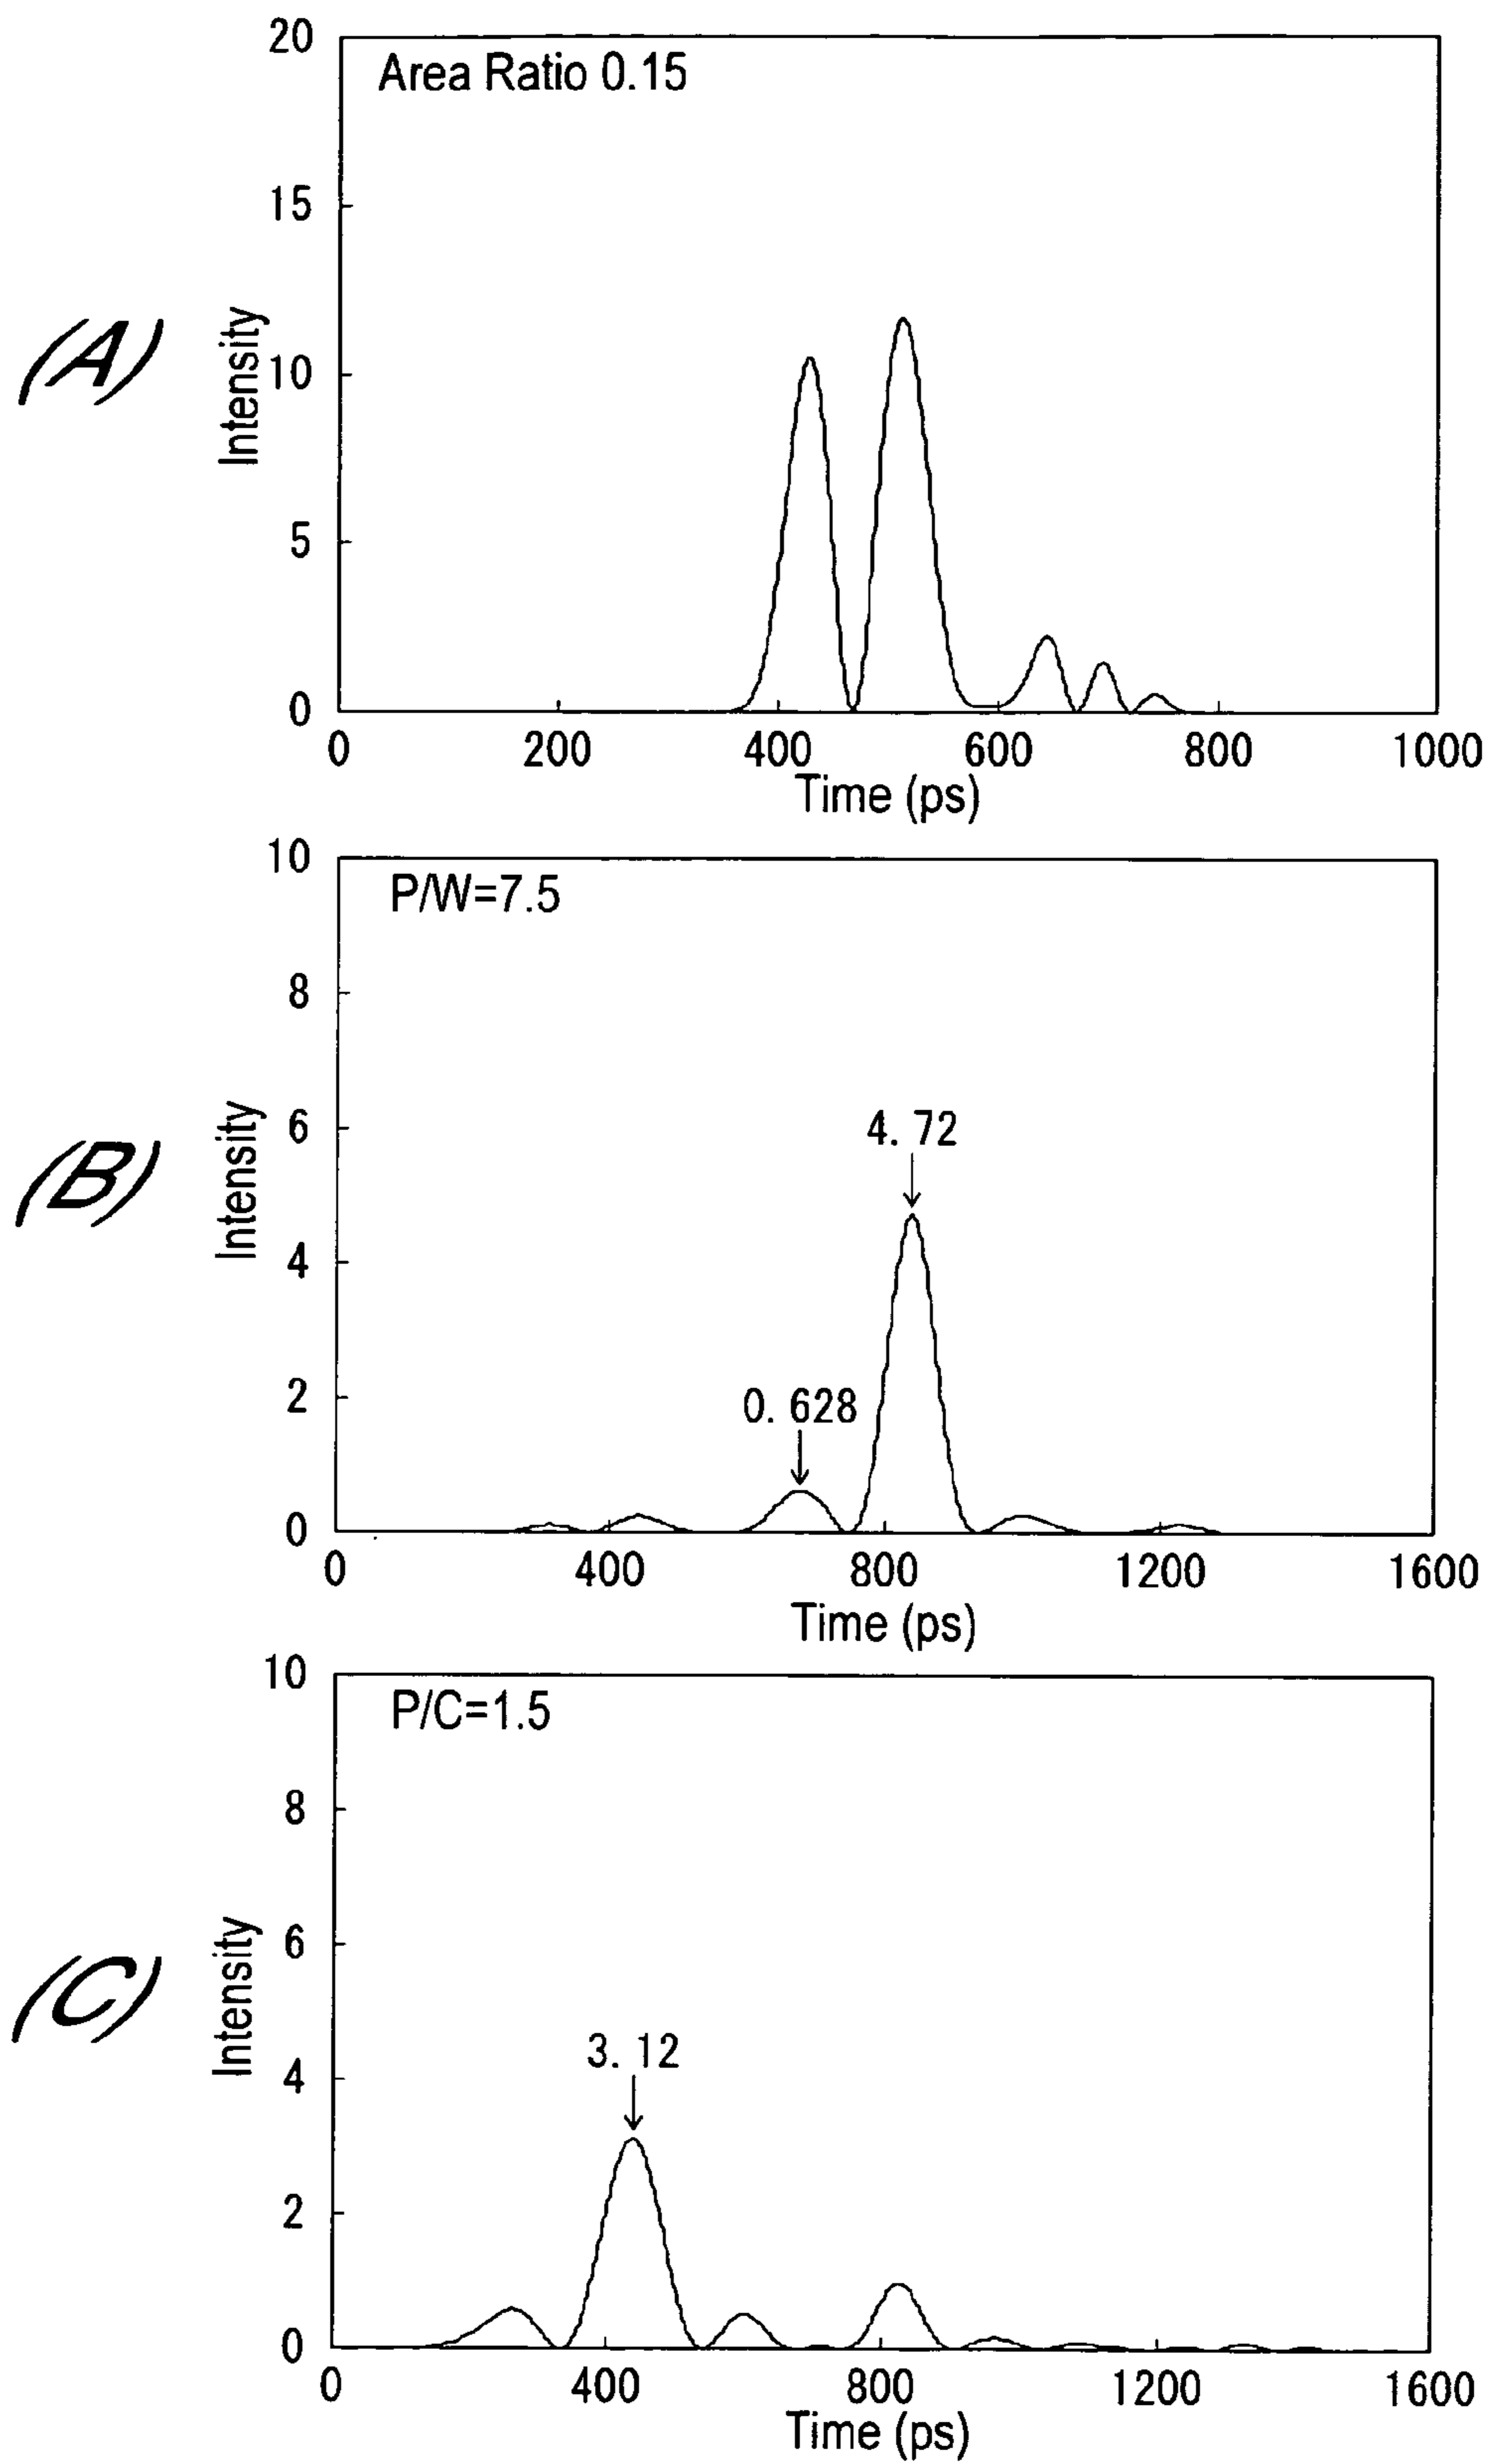 (A)
Area Ratio 0.15
Intensity
20
15
10
5
0
0 200 400 600 800 1000
Time (ps)
(B)
P/W=7.5
Intensity
10
8
6
4
2
0
4.72
0.628
0 400 800 1200 1600
Time (ps)
(C)
P/C=1.5
Intensity
10
8
6
4
2
0
3.12
0 400 800 1200 1600
Time (ps)